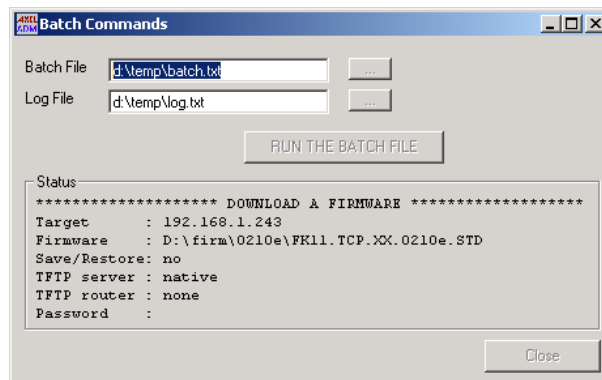 AXEL
ADM
Batch Commands
Batch File d:\temp\batch.txt ...
Log File d:\temp\log.txt ...
RUN THE BATCH FILE
Status
******************** DOWNLOAD A FIRMWARE *******************
Target : 192.168.1.243
Firmware : D:\firm\0210e\FK11.TCP.XX.0210e.STD
Save/Restore: no
TFTP server : native
TFTP router : none
Password :
Close